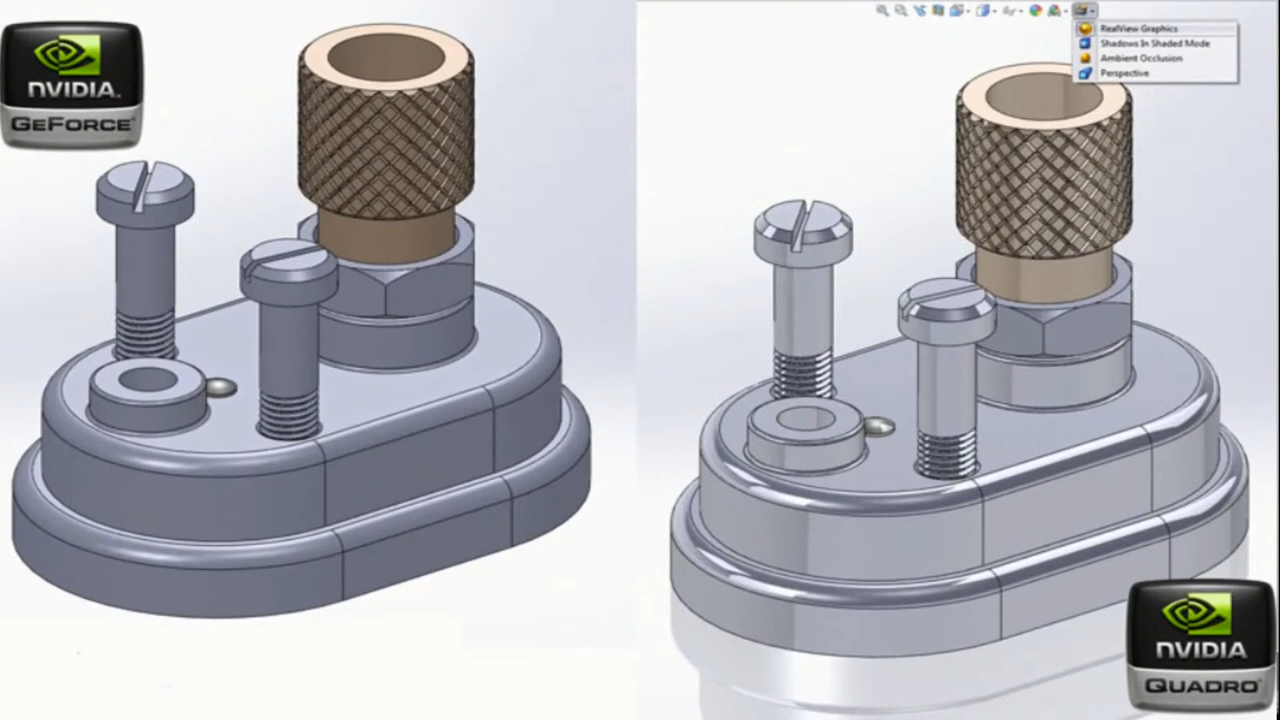 NVIDIA.
GEFORCE
RealView Graphics
Shadows In Shaded Mode
Ambient Occlusion
Perspective
NVIDIA
QUADRO